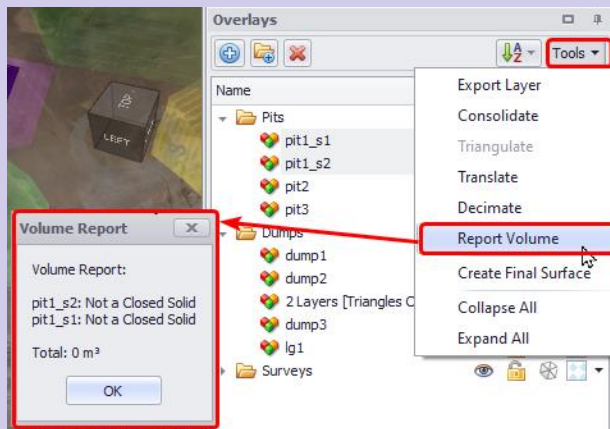 Overlays
Tools
Name
Pits
pit1_s1
pit1_s2
pit2
pit3
Dumps
dump1
dump2
2 Layers [Triangles C
dump3
lg1
Surveys
Export Layer
Consolidate
Triangulate
Translate
Decimate
Report Volume
Create Final Surface
Collapse All
Expand All
LEFT
Volume Report
Volume Report:
pit1_s2: Not a Closed Solid
pit1_s1: Not a Closed Solid
Total: 0 m³
OK